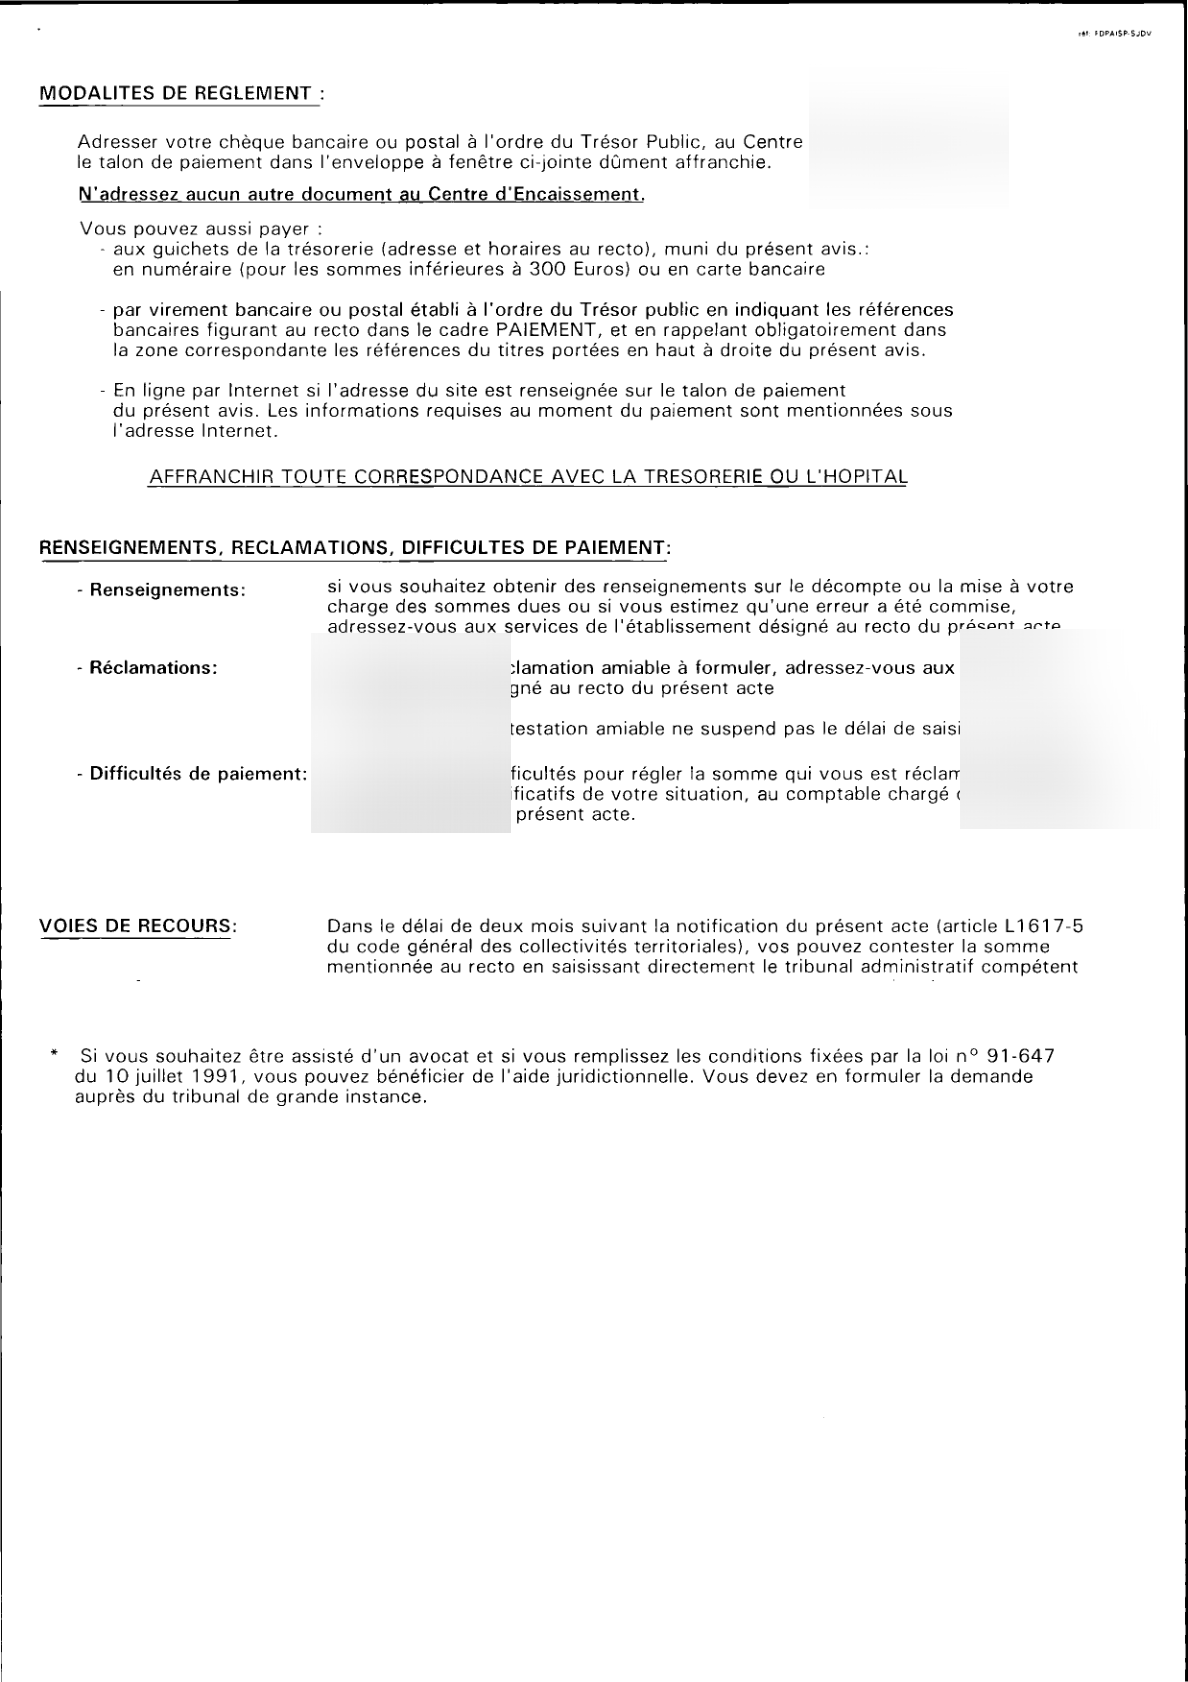 réf. FDPAISP-SJDV
MODALITES DE REGLEMENT :
Adresser votre chèque bancaire ou postal à l'ordre du Trésor Public, au Centre
le talon de paiement dans l'enveloppe à fenêtre ci-jointe dûment affranchie.
N'adressez aucun autre document au Centre d'Encaissement.
Vous pouvez aussi payer :
- aux guichets de la trésorerie (adresse et horaires au recto), muni du présent avis.:
en numéraire (pour les sommes inférieures à 300 Euros) ou en carte bancaire
- par virement bancaire ou postal établi à l'ordre du Trésor public en indiquant les références
bancaires figurant au recto dans le cadre PAIEMENT, et en rappelant obligatoirement dans
la zone correspondante les références du titres portées en haut à droite du présent avis.
- En ligne par Internet si l'adresse du site est renseignée sur le talon de paiement
du présent avis. Les informations requises au moment du paiement sont mentionnées sous
l'adresse Internet.
AFFRANCHIR TOUTE CORRESPONDANCE AVEC LA TRESORERIE OU L'HOPITAL
RENSEIGNEMENTS, RECLAMATIONS, DIFFICULTES DE PAIEMENT:
- Renseignements: si vous souhaitez obtenir des renseignements sur le décompte ou la mise à votre
charge des sommes dues ou si vous estimez qu'une erreur a été commise,
adressez-vous aux services de l'établissement désigné au recto du présent acte
- Réclamations: clamation amiable à formuler, adressez-vous aux
gné au recto du présent acte
testation amiable ne suspend pas le délai de saisi
- Difficultés de paiement: ficultés pour régler la somme qui vous est réclam
ificatifs de votre situation, au comptable chargé
présent acte.
VOIES DE RECOURS: Dans le délai de deux mois suivant la notification du présent acte (article L1617-5
du code général des collectivités territoriales), vos pouvez contester la somme
mentionnée au recto en saisissant directement le tribunal administratif compétent
* Si vous souhaitez être assisté d'un avocat et si vous remplissez les conditions fixées par la loi n° 91-647
du 10 juillet 1991, vous pouvez bénéficier de l'aide juridictionnelle. Vous devez en formuler la demande
auprès du tribunal de grande instance.